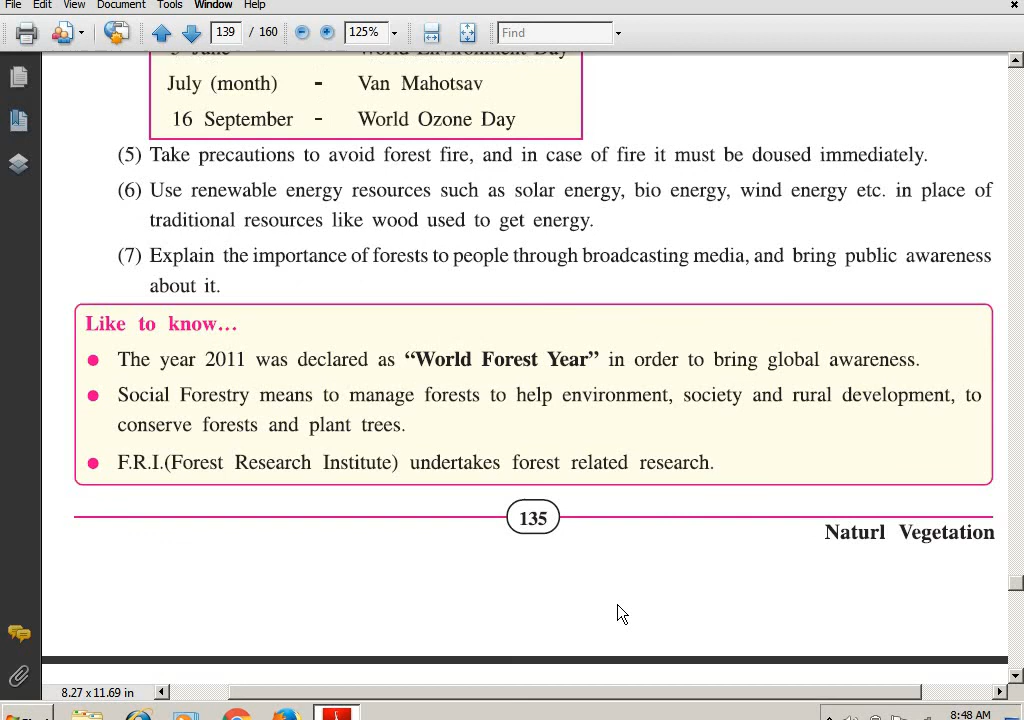 File Edit View Document Tools Window Help
139 / 160 125% Find
5 June - World Environment Day
July (month) - Van Mahotsav
16 September - World Ozone Day
(5) Take precautions to avoid forest fire, and in case of fire it must be doused immediately.
(6) Use renewable energy resources such as solar energy, bio energy, wind energy etc. in place of
traditional resources like wood used to get energy.
(7) Explain the importance of forests to people through broadcasting media, and bring public awareness
about it.
Like to know...
● The year 2011 was declared as “World Forest Year” in order to bring global awareness.
● Social Forestry means to manage forests to help environment, society and rural development, to
conserve forests and plant trees.
● F.R.I.(Forest Research Institute) undertakes forest related research.
135
Naturl Vegetation
8.27 x 11.69 in
8:48 AM